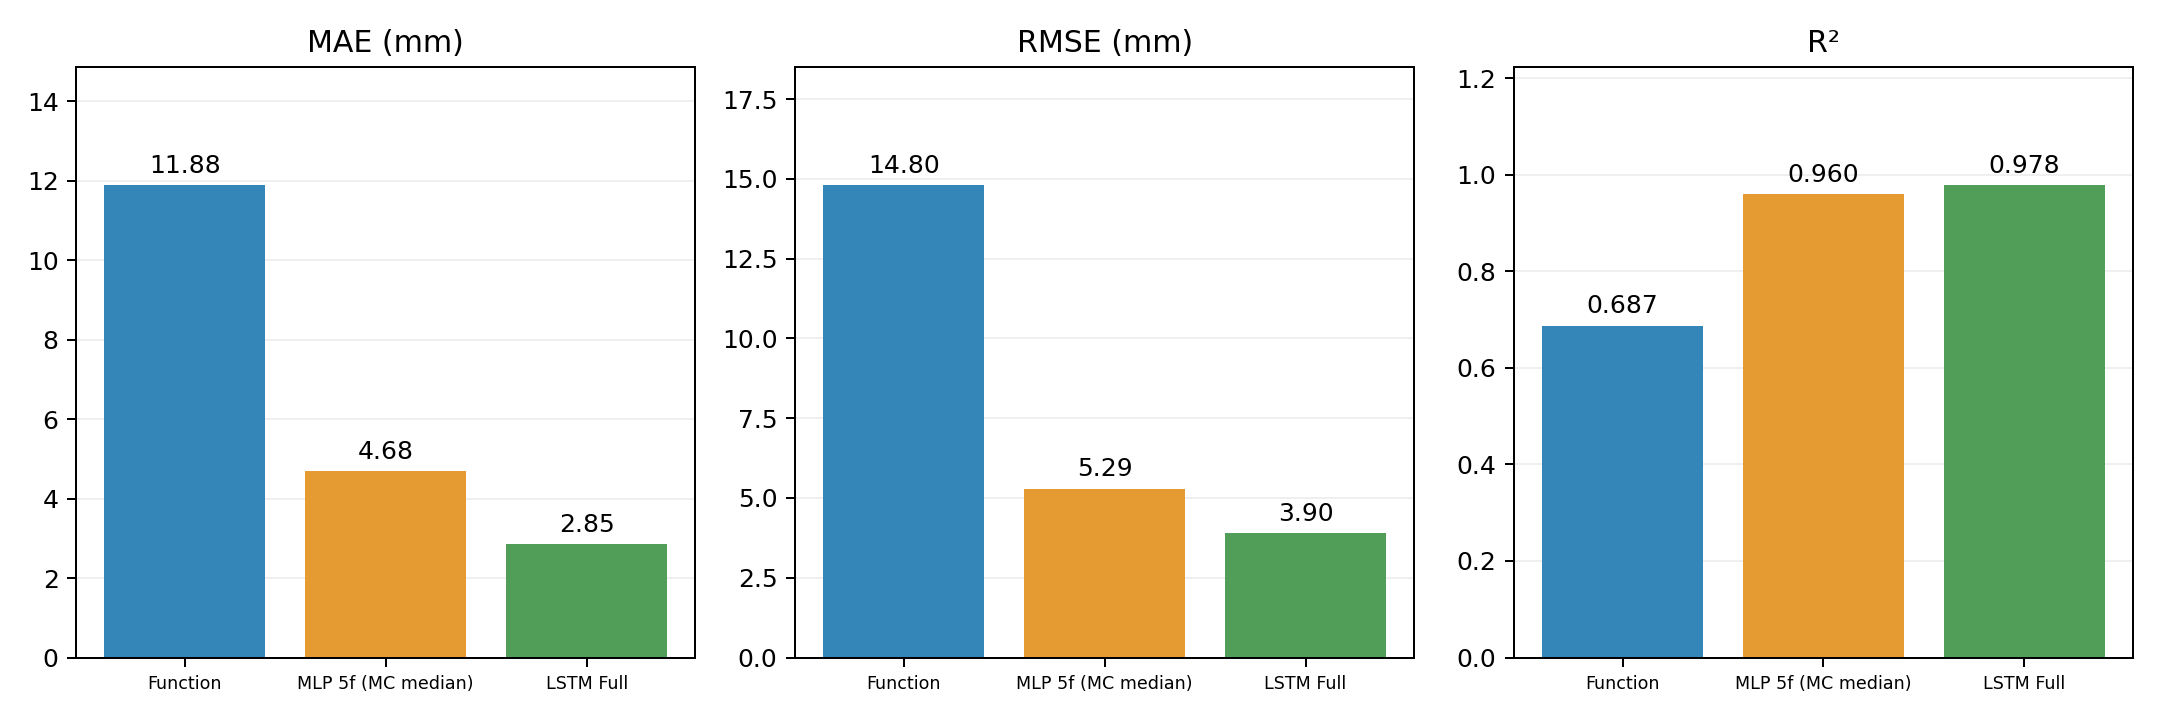 MAE (mm)
14
12
10
8
6
4
2
0
11.88
4.68
2.85
Function
MLP 5f (MC median)
LSTM Full
RMSE (mm)
17.5
15.0
12.5
10.0
7.5
5.0
2.5
0.0
14.80
5.29
3.90
Function
MLP 5f (MC median)
LSTM Full
R²
1.2
1.0
0.8
0.6
0.4
0.2
0.0
0.687
0.960
0.978
Function
MLP 5f (MC median)
LSTM Full